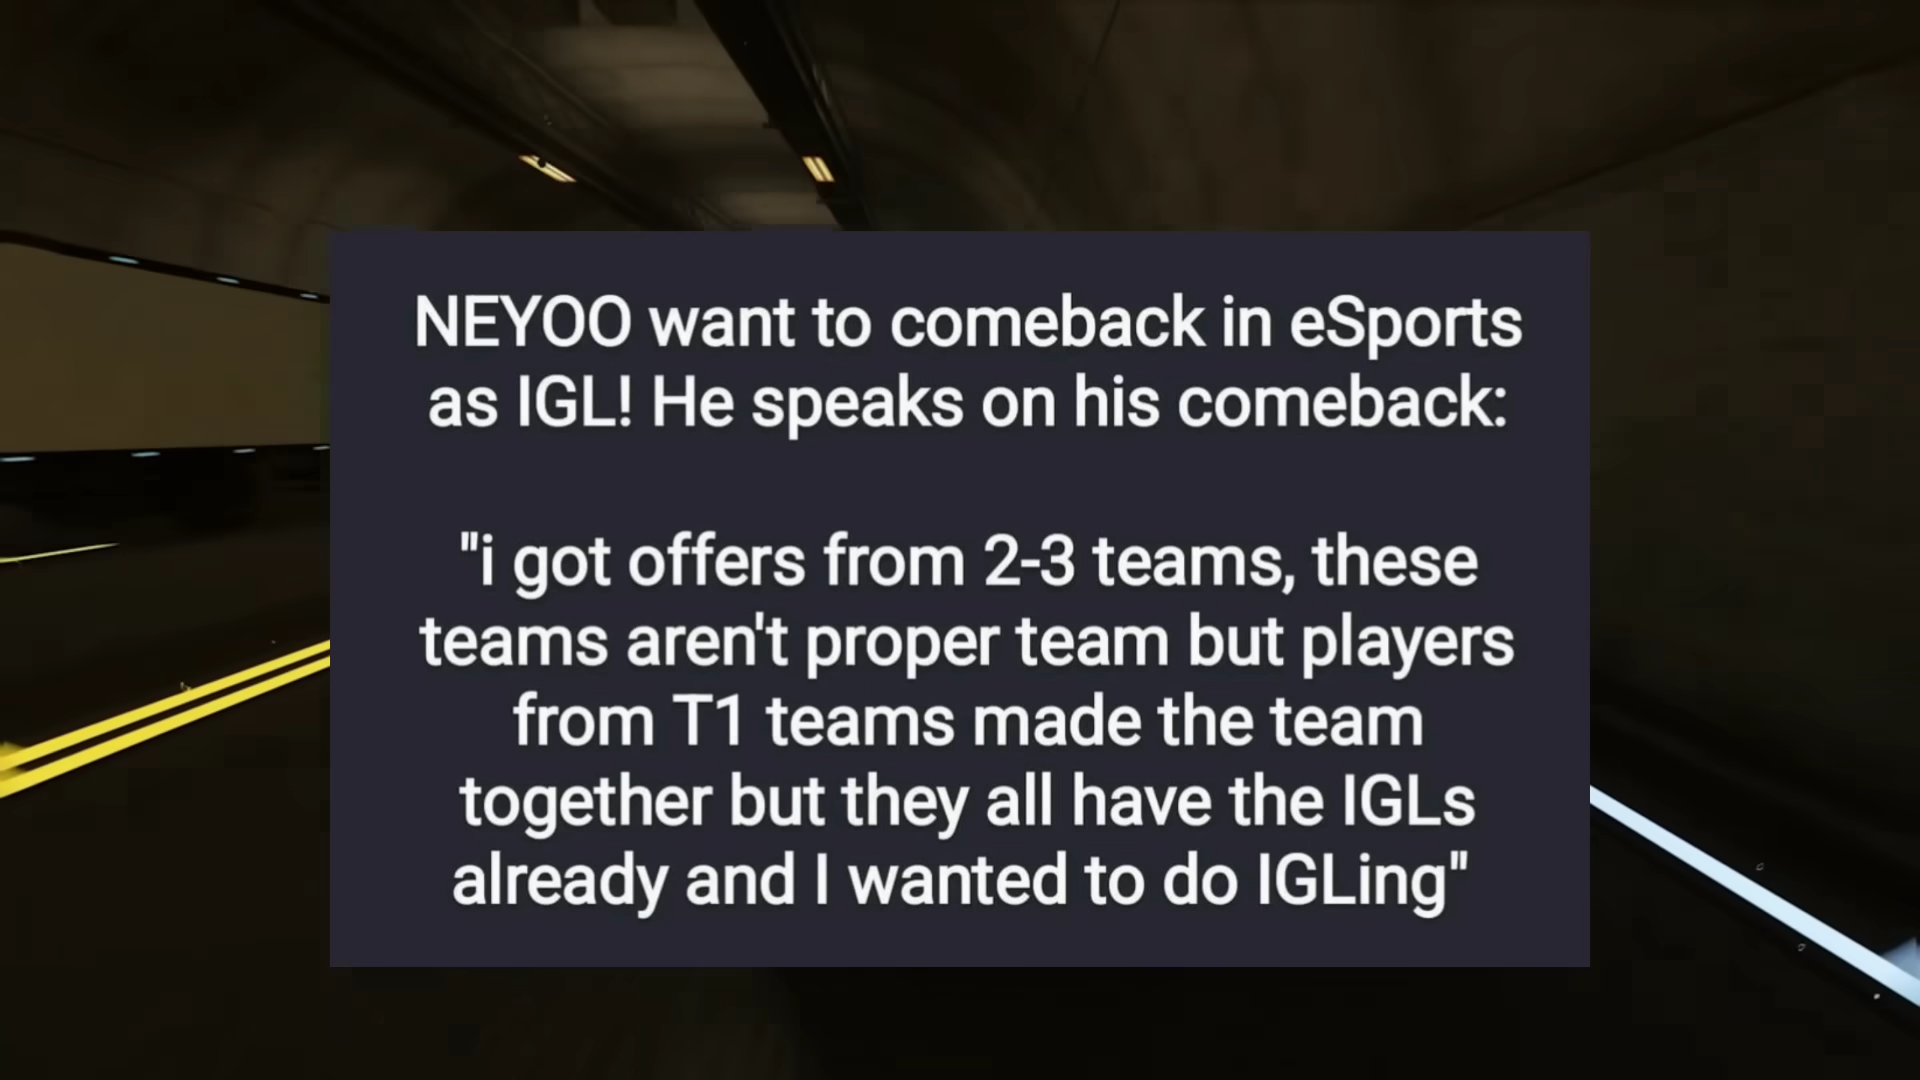 NEYOO want to comeback in eSports
as IGL! He speaks on his comeback:
"i got offers from 2-3 teams, these
teams aren't proper team but players
from T1 teams made the team
together but they all have the IGLs
already and I wanted to do IGLing"